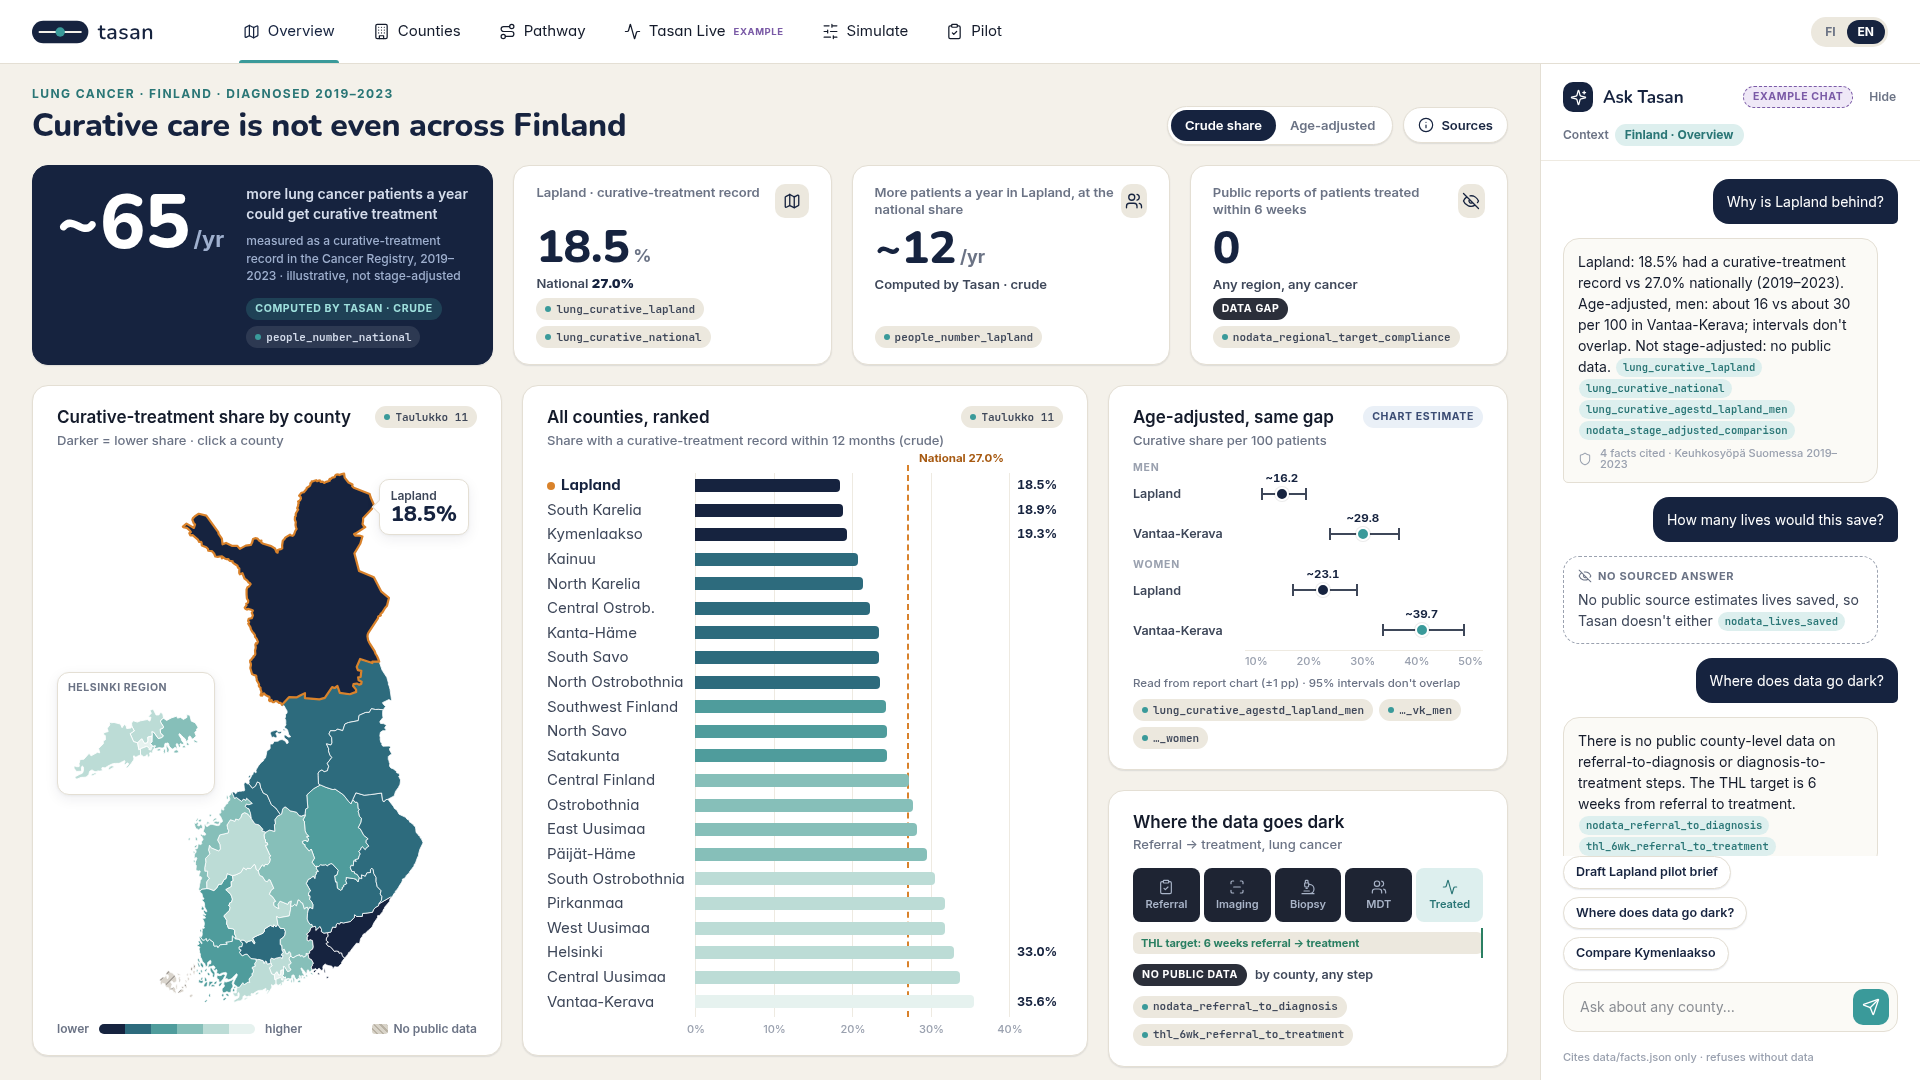 tasan
Overview
Counties
Pathway
Tasan Live EXAMPLE
Simulate
Pilot
FI EN
LUNG CANCER · FINLAND · DIAGNOSED 2019–2023
Curative care is not even across Finland
Crude share
Age-adjusted
Sources
~65 /yr
more lung cancer patients a year
could get curative treatment
measured as a curative-treatment
record in the Cancer Registry, 2019–
2023 · illustrative, not stage-adjusted
COMPUTED BY TASAN · CRUDE
people_number_national
Lapland · curative-treatment record
18.5 %
National 27.0%
lung_curative_lapland
lung_curative_national
More patients a year in Lapland, at the
national share
~12 /yr
Computed by Tasan · crude
people_number_lapland
Public reports of patients treated
within 6 weeks
0
Any region, any cancer
DATA GAP
nodata_regional_target_compliance
Curative-treatment share by county
Taulukko 11
Darker = lower share · click a county
Lapland
18.5%
HELSINKI REGION
lower
higher
No public data
All counties, ranked
Taulukko 11
Share with a curative-treatment record within 12 months (crude)
National 27.0%
Lapland 18.5%
South Karelia 18.9%
Kymenlaakso 19.3%
Kainuu
North Karelia
Central Ostrob.
Kanta-Häme
South Savo
North Ostrobothnia
Southwest Finland
North Savo
Satakunta
Central Finland
Ostrobothnia
East Uusimaa
Päijät-Häme
South Ostrobothnia
Pirkanmaa
West Uusimaa
Helsinki 33.0%
Central Uusimaa
Vantaa-Kerava 35.6%
0% 10% 20% 30% 40%
Age-adjusted, same gap
CHART ESTIMATE
Curative share per 100 patients
MEN
~16.2
Lapland
~29.8
Vantaa-Kerava
WOMEN
~23.1
Lapland
~39.7
Vantaa-Kerava
10% 20% 30% 40% 50%
Read from report chart (±1 pp) · 95% intervals don't overlap
lung_curative_agestd_lapland_men
…_vk_men
…_women
Where the data goes dark
Referral → treatment, lung cancer
Referral
Imaging
Biopsy
MDT
Treated
THL target: 6 weeks referral → treatment
NO PUBLIC DATA by county, any step
nodata_referral_to_diagnosis
thl_6wk_referral_to_treatment
Ask Tasan
EXAMPLE CHAT
Hide
Context Finland · Overview
Why is Lapland behind?
Lapland: 18.5% had a curative-treatment
record vs 27.0% nationally (2019–2023).
Age-adjusted, men: about 16 vs about 30
per 100 in Vantaa-Kerava; intervals don't
overlap. Not stage-adjusted: no public
data. lung_curative_lapland
lung_curative_national
lung_curative_agestd_lapland_men
nodata_stage_adjusted_comparison
4 facts cited · Keuhkosyöpä Suomessa 2019–
2023
How many lives would this save?
NO SOURCED ANSWER
No public source estimates lives saved, so
Tasan doesn't either nodata_lives_saved
Where does data go dark?
There is no public county-level data on
referral-to-diagnosis or diagnosis-to-
treatment steps. The THL target is 6
weeks from referral to treatment.
nodata_referral_to_diagnosis
thl_6wk_referral_to_treatment
Draft Lapland pilot brief
Where does data go dark?
Compare Kymenlaakso
Ask about any county...
Cites data/facts.json only · refuses without data